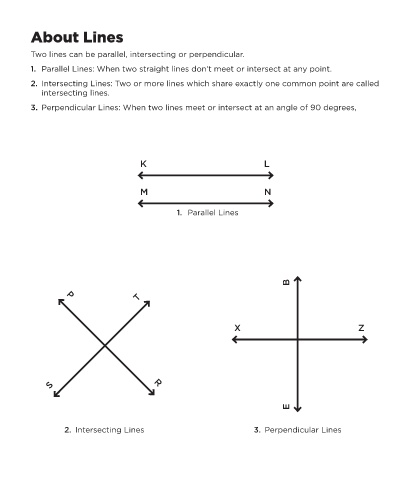 About Lines
Two lines can be parallel, intersecting or perpendicular.
1. Parallel Lines: When two straight lines don't meet or intersect at any point.
2. Intersecting Lines: Two or more lines which share exactly one common point are called
intersecting lines.
3. Perpendicular Lines: When two lines meet or intersect at an angle of 90 degrees.
K L
M N
1. Parallel Lines
P T
S R
2. Intersecting Lines
B
X Z
E
3. Perpendicular Lines